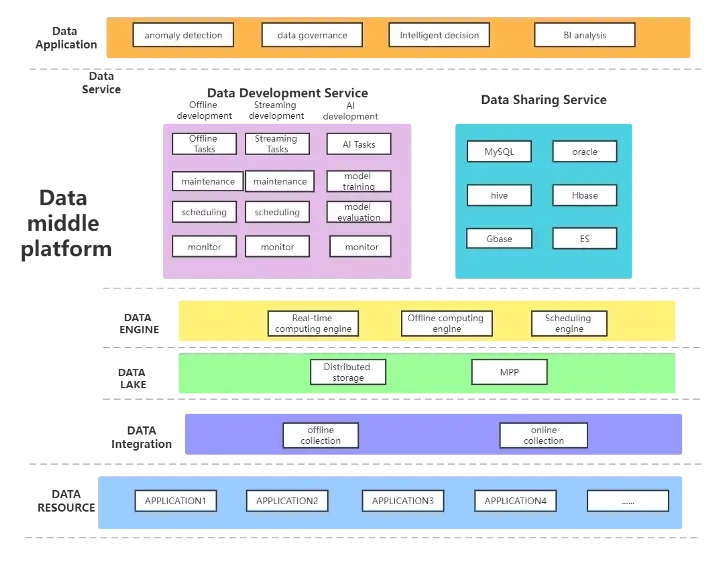 Data
Application
anomaly detection
data governance
Intelligent decision
BI analysis
Data
Service
Data Development Service
Data Sharing Service
Offline
development
Streaming
development
AI
development
Offline
Tasks
Streaming
Tasks
AI Tasks
maintenance
maintenance
model
training
scheduling
scheduling
model
evaluation
monitor
monitor
monitor
MySQL
oracle
hive
Hbase
Gbase
ES
Data
middle
platform
DATA
ENGINE
Real-time
computing engine
Offline computing
engine
Scheduling
engine
DATA
LAKE
Distributed
storage
MPP
DATA
Integration
offline
collection
online
collection
DATA
RESOURCE
APPLICATION1
APPLICATION2
APPLICATION3
APPLICATION4
......